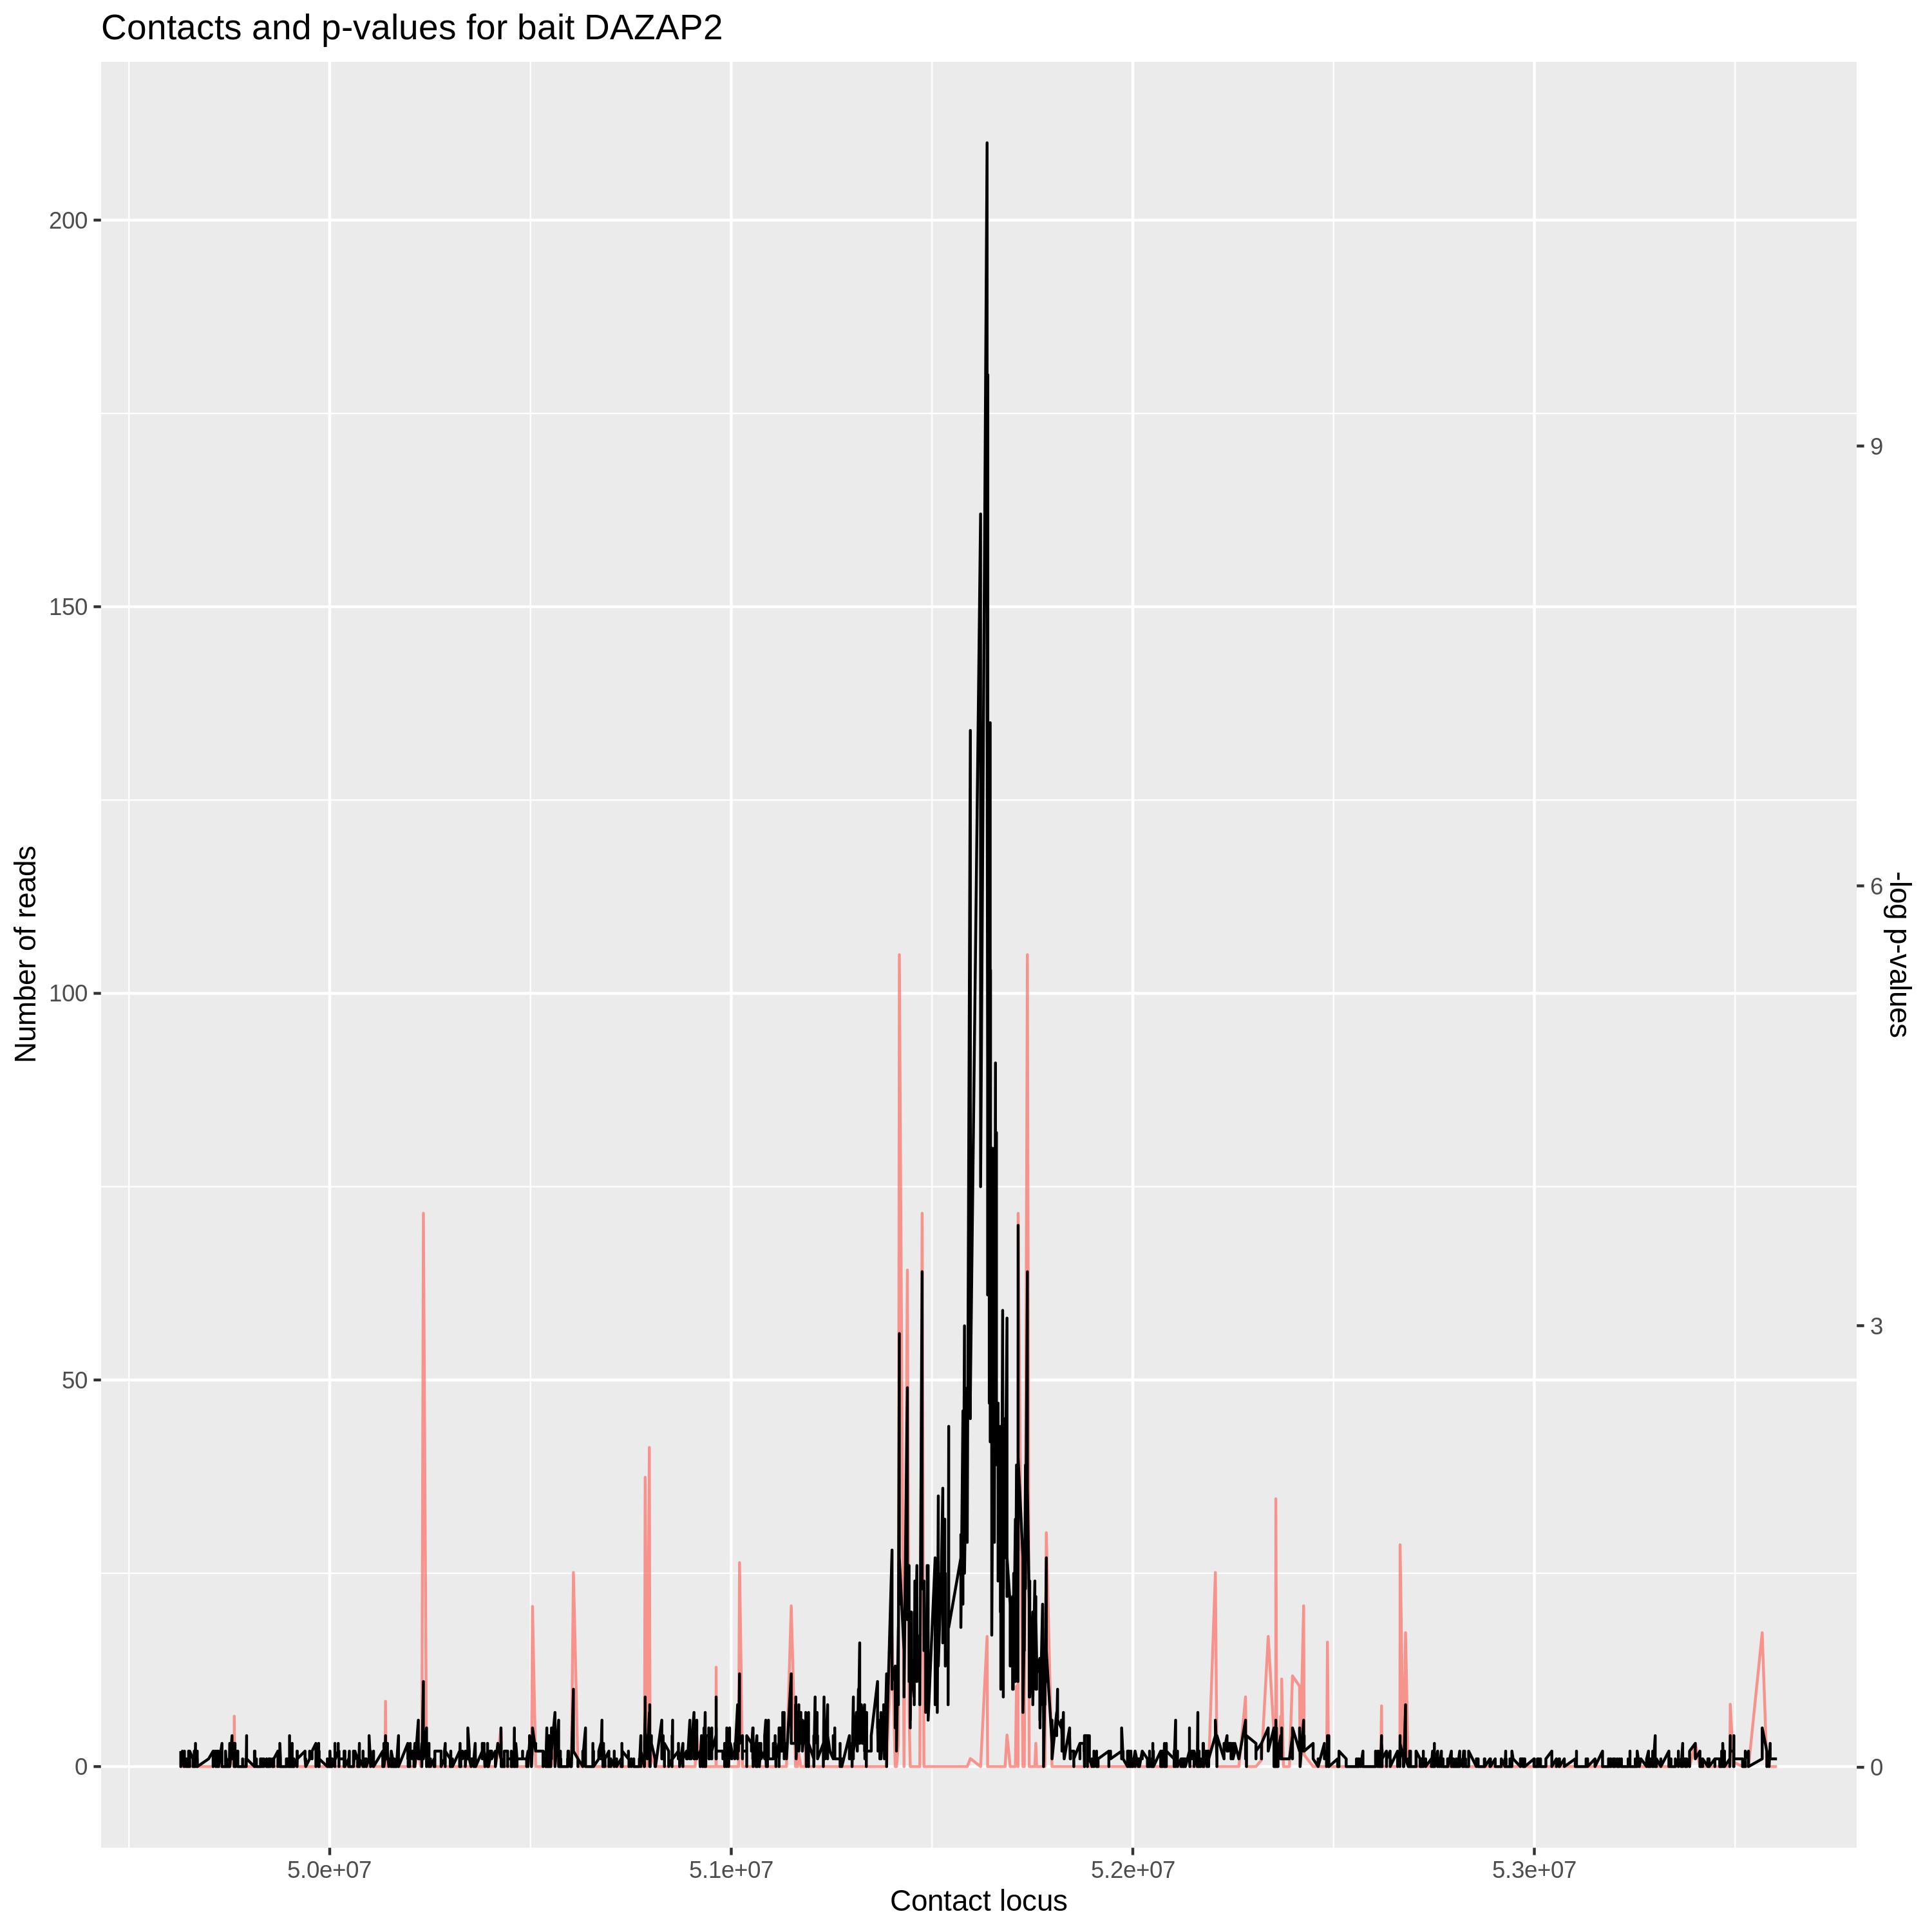 Contacts and p-values for bait DAZAP2
Number of reads
200
150
100
50
0
9
6
3
0
-log p-values
5.0e+07 5.1e+07 5.2e+07 5.3e+07
Contact locus